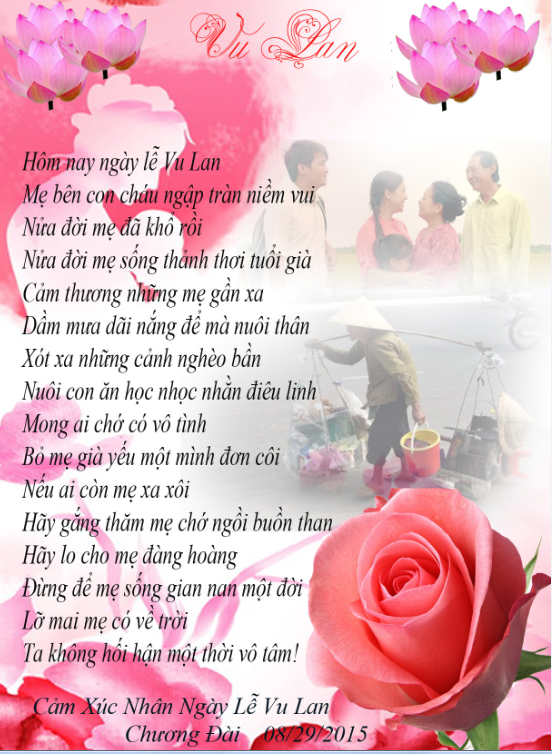 Vu Lan
Hôm nay ngày lễ Vu Lan
Mẹ bên con cháu ngập tràn niềm vui
Nửa đời mẹ đã khổ rồi
Nửa đời mẹ sống thảnh thơi tuổi già
Cảm thương những mẹ gần xa
Dầm mưa dãi nắng để mà nuôi thân
Xót xa những cảnh nghèo bần
Nuôi con ăn học nhọc nhằn điêu linh
Mong ai chớ có vô tình
Bỏ mẹ già yếu một mình đơn côi
Nếu ai còn mẹ xa xôi
Hãy gắng thăm mẹ chớ ngồi buồn than
Hãy lo cho mẹ đàng hoàng
Đừng để mẹ sống gian nan một đời
Lỡ mai mẹ có về trời
Ta không hối hận một thời vô tâm!
Cảm Xúc Nhân Ngày Lễ Vu Lan
Chương Đài 08/29/2015